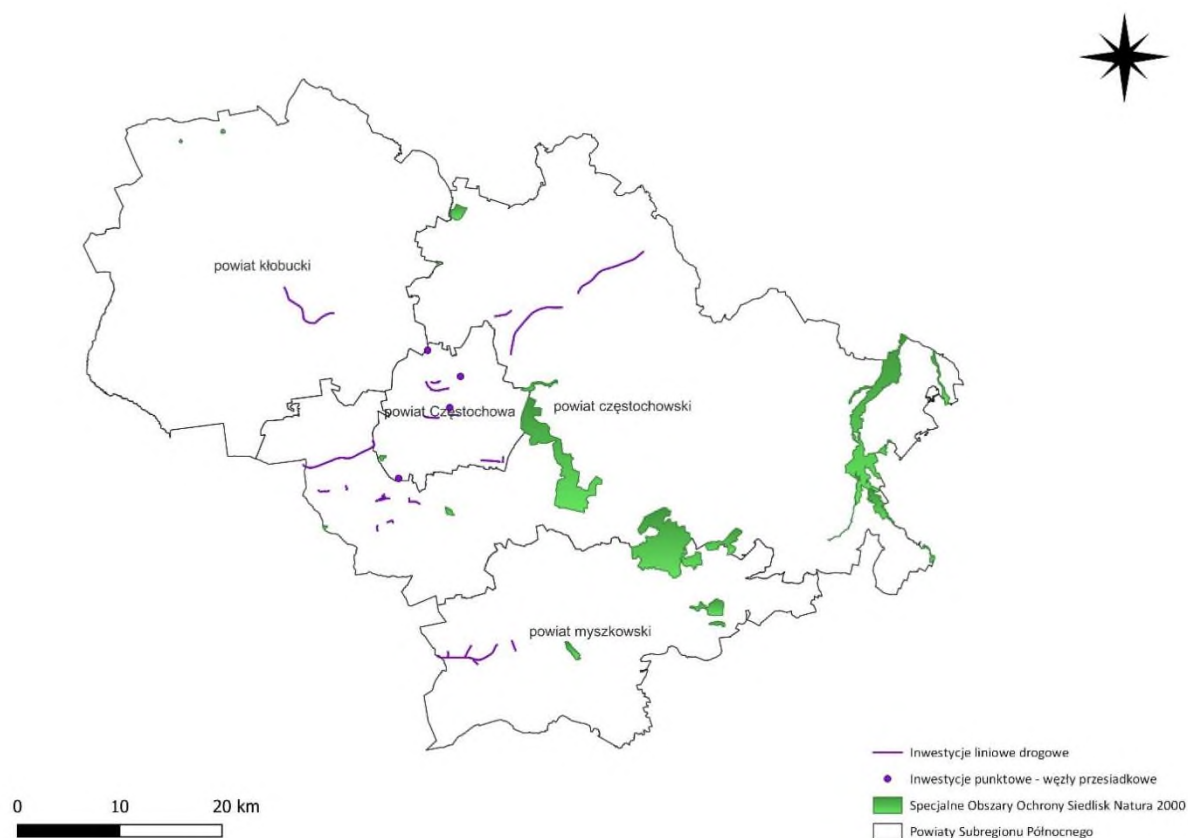 powiat kłobucki
powiat Częstochowa
powiat częstochowski
powiat myszkowski
Inwestycje liniowe drogowe
Inwestycje punktowe - węzły przesiadkowe
Specjalne Obszary Ochrony Siedlisk Natura 2000
Powiaty Subregionu Północnego
0 10 20 km